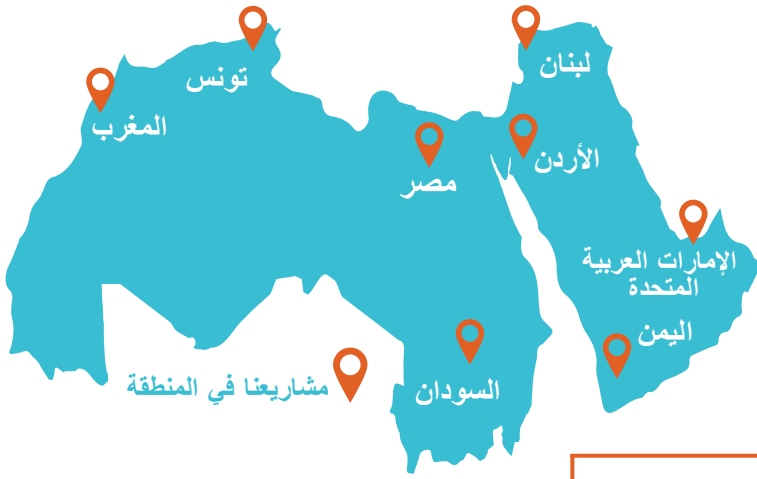 لبنان
تونس
المغرب
الأردن
مصر
الإمارات العربية
المتحدة
اليمن
السودان
مشاريعنا في المنطقة